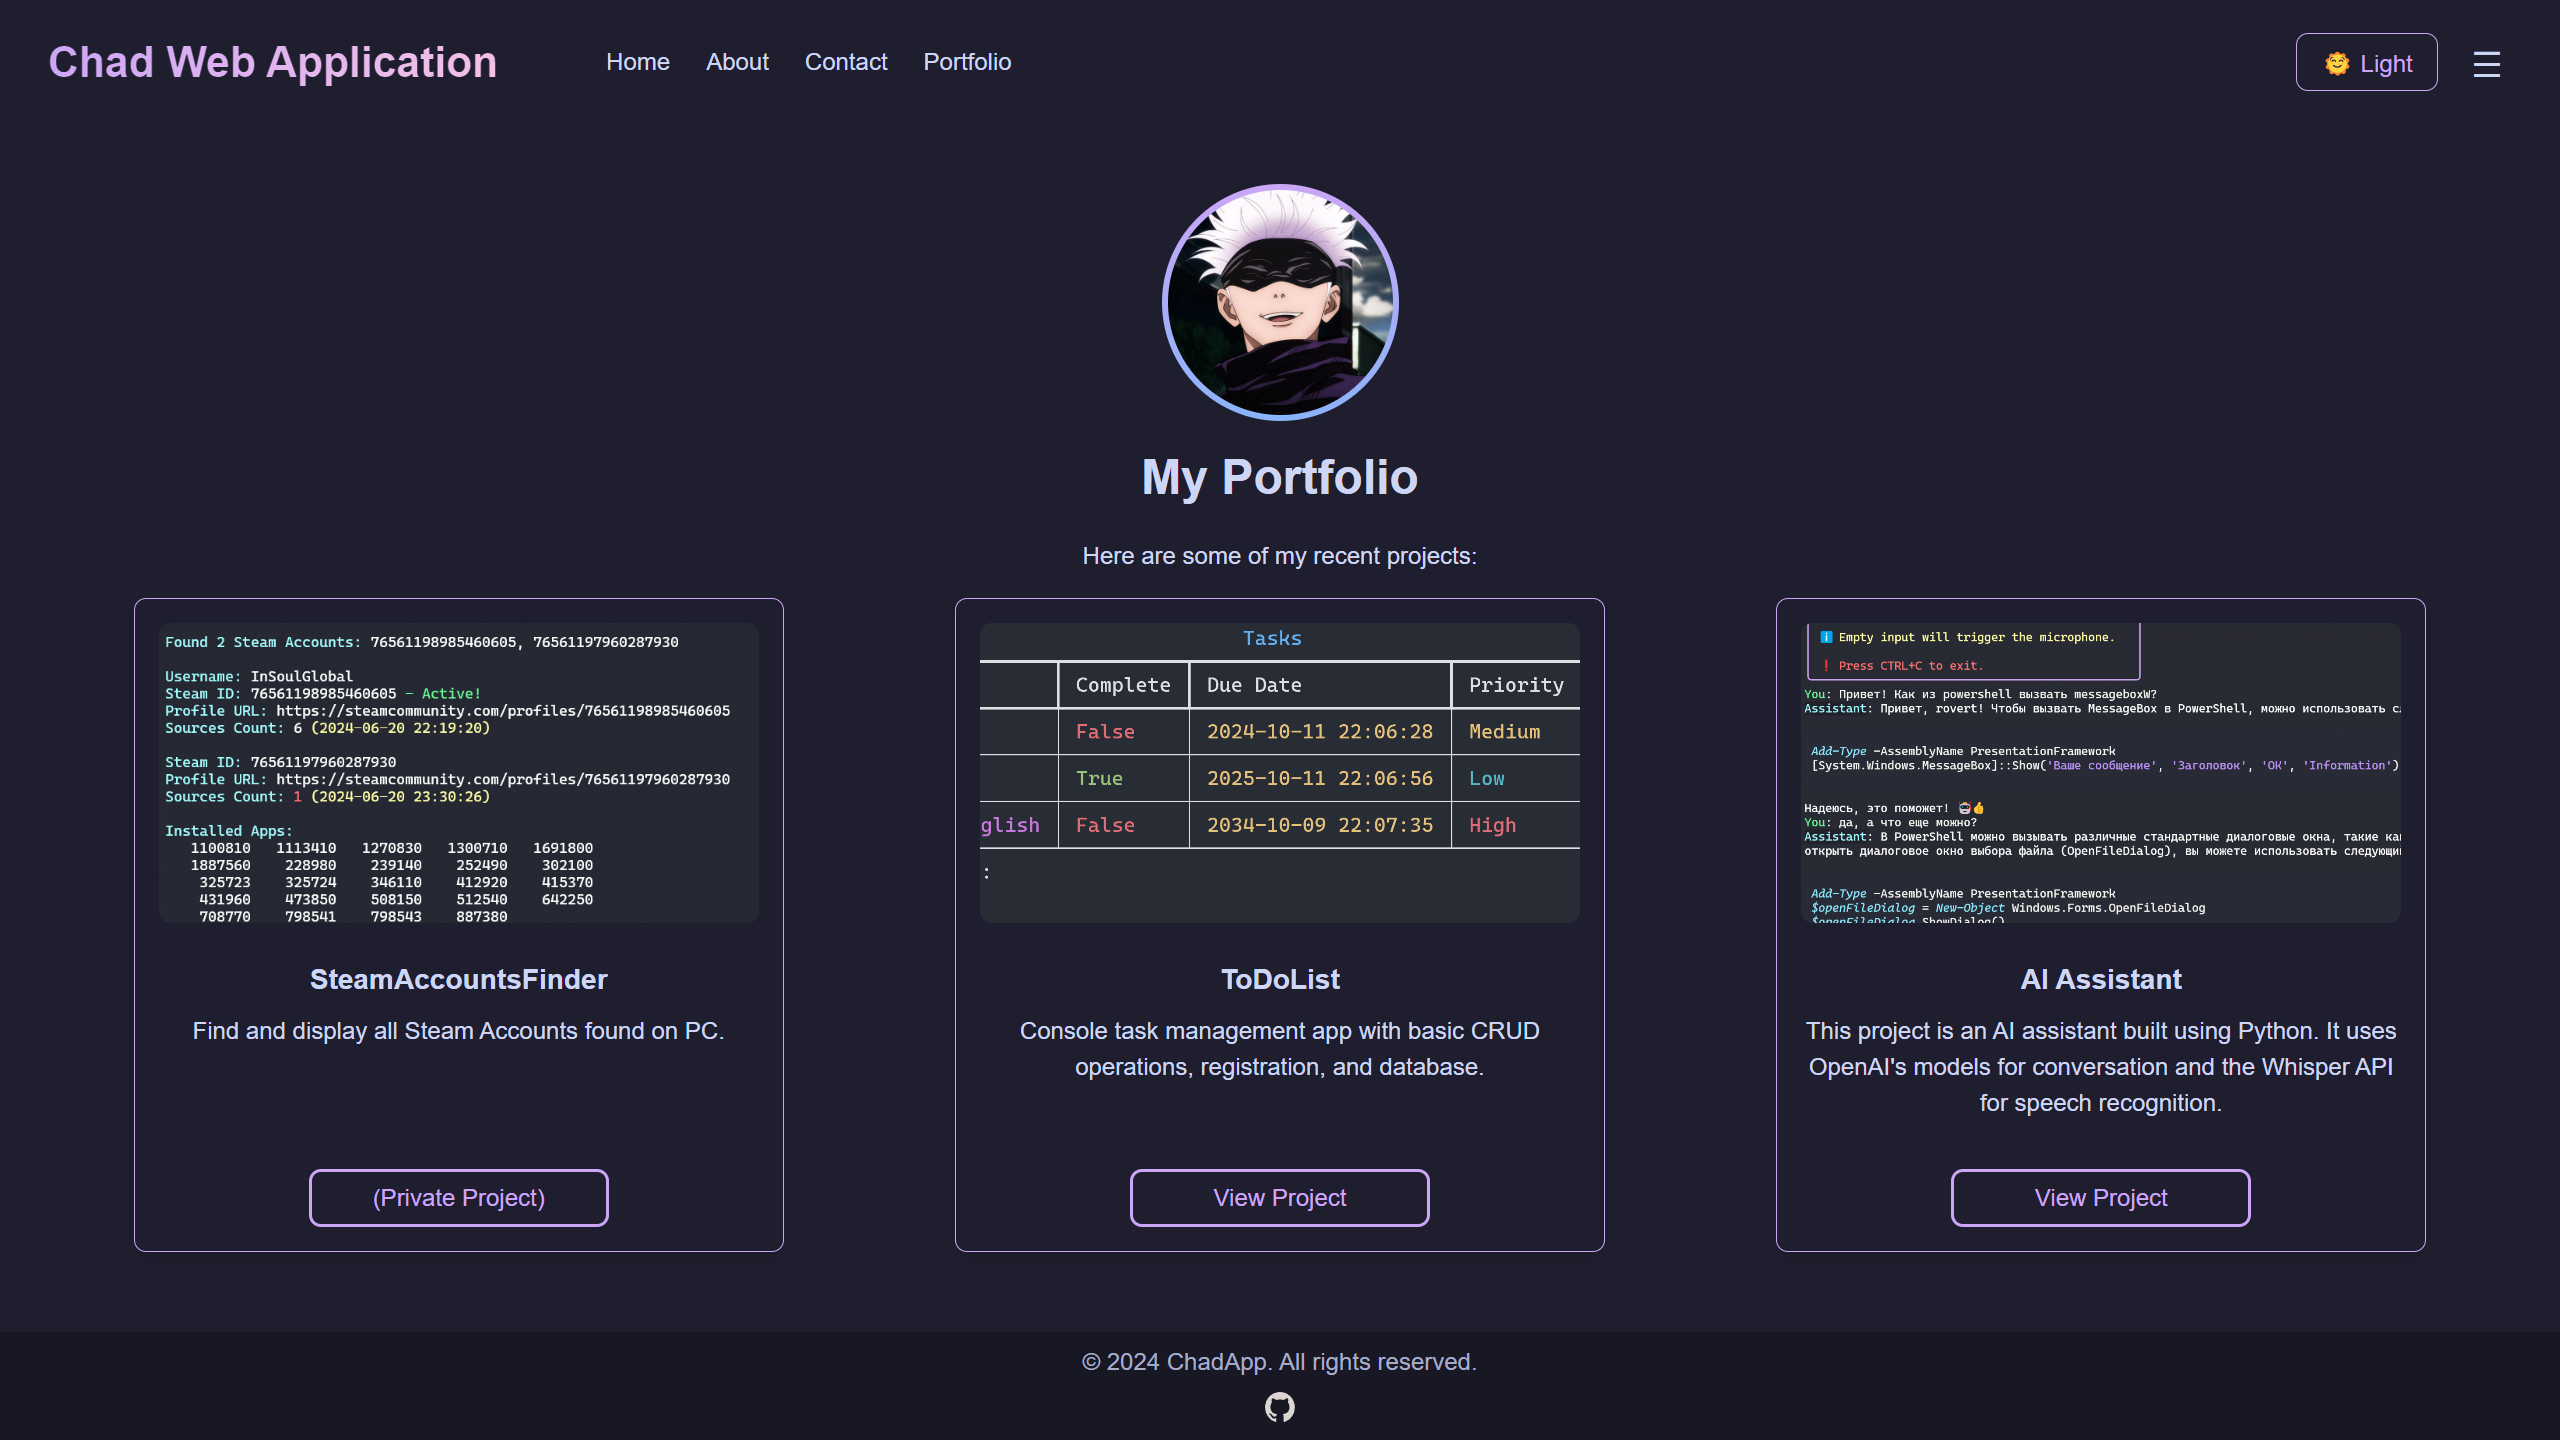 Chad Web Application
Home About Contact Portfolio
🌞 Light
My Portfolio
Here are some of my recent projects:
Found 2 Steam Accounts: 76561198985460605, 76561197960287930
Username: InSoulGlobal
Steam ID: 76561198985460605 - Active!
Profile URL: https://steamcommunity.com/profiles/76561198985460605
Sources Count: 6 (2024-06-20 22:19:20)
Steam ID: 76561197960287930
Profile URL: https://steamcommunity.com/profiles/76561197960287930
Sources Count: 1 (2024-06-20 23:30:26)
Installed Apps:
1100810 1113410 1270830 1300710 1691800
1887560 228980 239140 252490 302100
325723 325724 346110 412920 415370
431960 473850 508150 512540 642250
708770 798541 798543 887380
SteamAccountsFinder
Find and display all Steam Accounts found on PC.
(Private Project)
Tasks
Complete Due Date Priority
False 2024-10-11 22:06:28 Medium
True 2025-10-11 22:06:56 Low
glish False 2034-10-09 22:07:35 High
:
ToDoList
Console task management app with basic CRUD
operations, registration, and database.
View Project
ℹ️ Empty input will trigger the microphone.
❗ Press CTRL+C to exit.
You: Привет! Как из powershell вызвать messageboxW?
Assistant: Привет, rovert! Чтобы вызвать MessageBox в PowerShell, можно использовать
Add-Type -AssemblyName PresentationFramework
[System.Windows.MessageBox]::Show('Ваше сообщение', 'Заголовок', 'OK', 'Information')
Надеюсь, это поможет! 🤖👍
You: да, а что еще можно?
Assistant: В PowerShell можно вызывать различные стандартные диалоговые окна, такие
открыть диалоговое окно выбора файла (OpenFileDialog), вы можете использовать
Add-Type -AssemblyName PresentationFramework
$openFileDialog = New-Object Windows.Forms.OpenFileDialog
$openFileDialog.ShowDialog()
AI Assistant
This project is an AI assistant built using Python. It uses
OpenAI's models for conversation and the Whisper API
for speech recognition.
View Project
© 2024 ChadApp. All rights reserved.